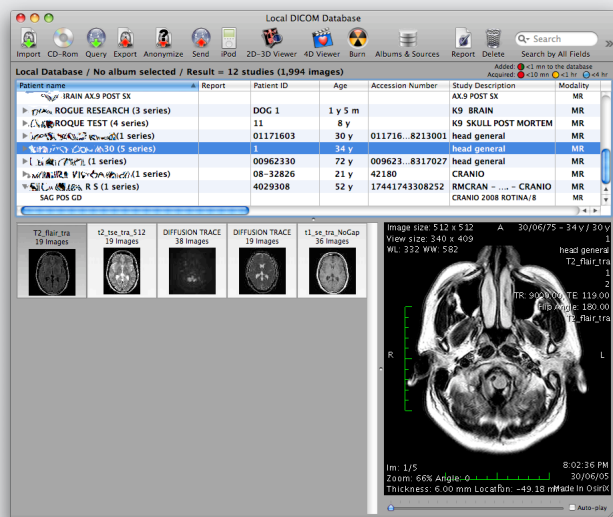 Local DICOM Database
Import CD-Rom Query Export Anonymize Send iPod 2D-3D Viewer 4D Viewer Burn Albums & Sources Report Delete Search by All Fields
Search
Local Database / No album selected / Result = 12 studies (1,994 images)
Added: <1 mn to the database
Acquired: <10 mn <1 hr <4 hr
Patient name Report Patient ID Age Accession Number Study Description Modality
BRAIN AX.9 POST SX AX.9 POST SX MR
ROGUE RESEARCH (3 series) DOG 1 1 y 5 m K9 BRAIN MR
ROQUE TEST (4 series) 11 8 y K9 SKULL POST MORTEM MR
(1 series) 01171603 30 y 011716...8213001 head general MR
30 (5 series) 1 34 y head general MR
(1 series) 00962330 72 y 009623...8317027 head general MR
(1 series) 08-32826 21 y 42180 CRANIO MR
R S (1 series) 4029308 52 y 17441743308252 RMCRAN - ... - CRANIO MR
SAG POS GD CRANIO 2008 ROTINA/8 MR
T2_flair_tra
19 Images
t2_tse_tra_512
19 Images
DIFFUSION TRACE
38 Images
DIFFUSION TRACE
19 Images
t1_se_tra_NoGap
36 Images
Image size: 512 x 512
View size: 340 x 409
WL: 332 WW: 582
A
30/06/75 - 34 y / 30 y
1
head general
T2_flair_tra
1
2
TR: 9000.00, TE: 119.00
Flip Angle: 180.00
T2_flair_tra
R
L
Im: 1/5
Zoom: 66% Angle: 0
Thickness: 6.00 mm Location: -49.18 mm
P
8:02:36 PM
30/06/05
Made In OsiriX
Auto-play